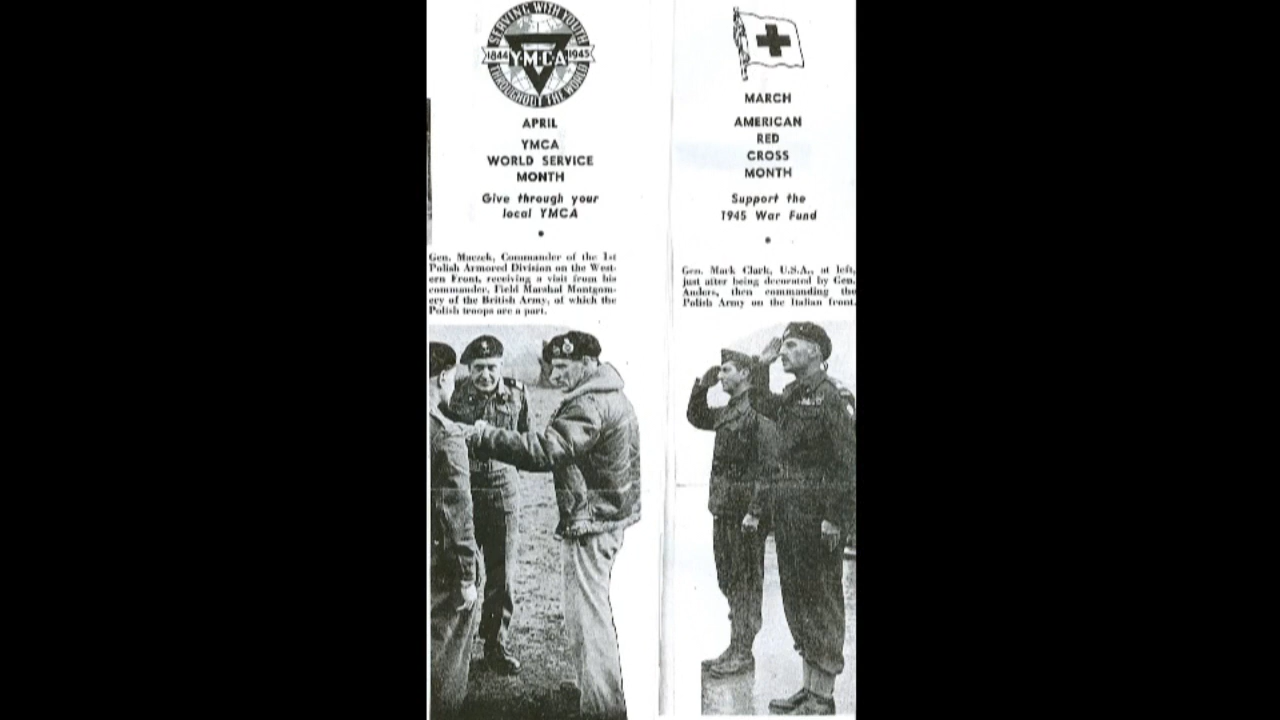 SERVING WITH YOUTH
1844 Y·M·C·A 1945
THROUGHOUT THE WORLD
APRIL
YMCA
WORLD SERVICE
MONTH
Give through your
local YMCA
Gen. Maczek, Commander of the 1st
Polish Armored Division on the West-
ern Front, receiving a visit from his
commander, Field Marshal Montgom-
ery of the British Army, of which the
Polish troops are a part.
MARCH
AMERICAN
RED
CROSS
MONTH
Support the
1945 War Fund
Gen. Mark Clark, U.S.A., at left,
just after being decorated by Gen.
Anders, then commanding the
Polish Army on the Italian front.